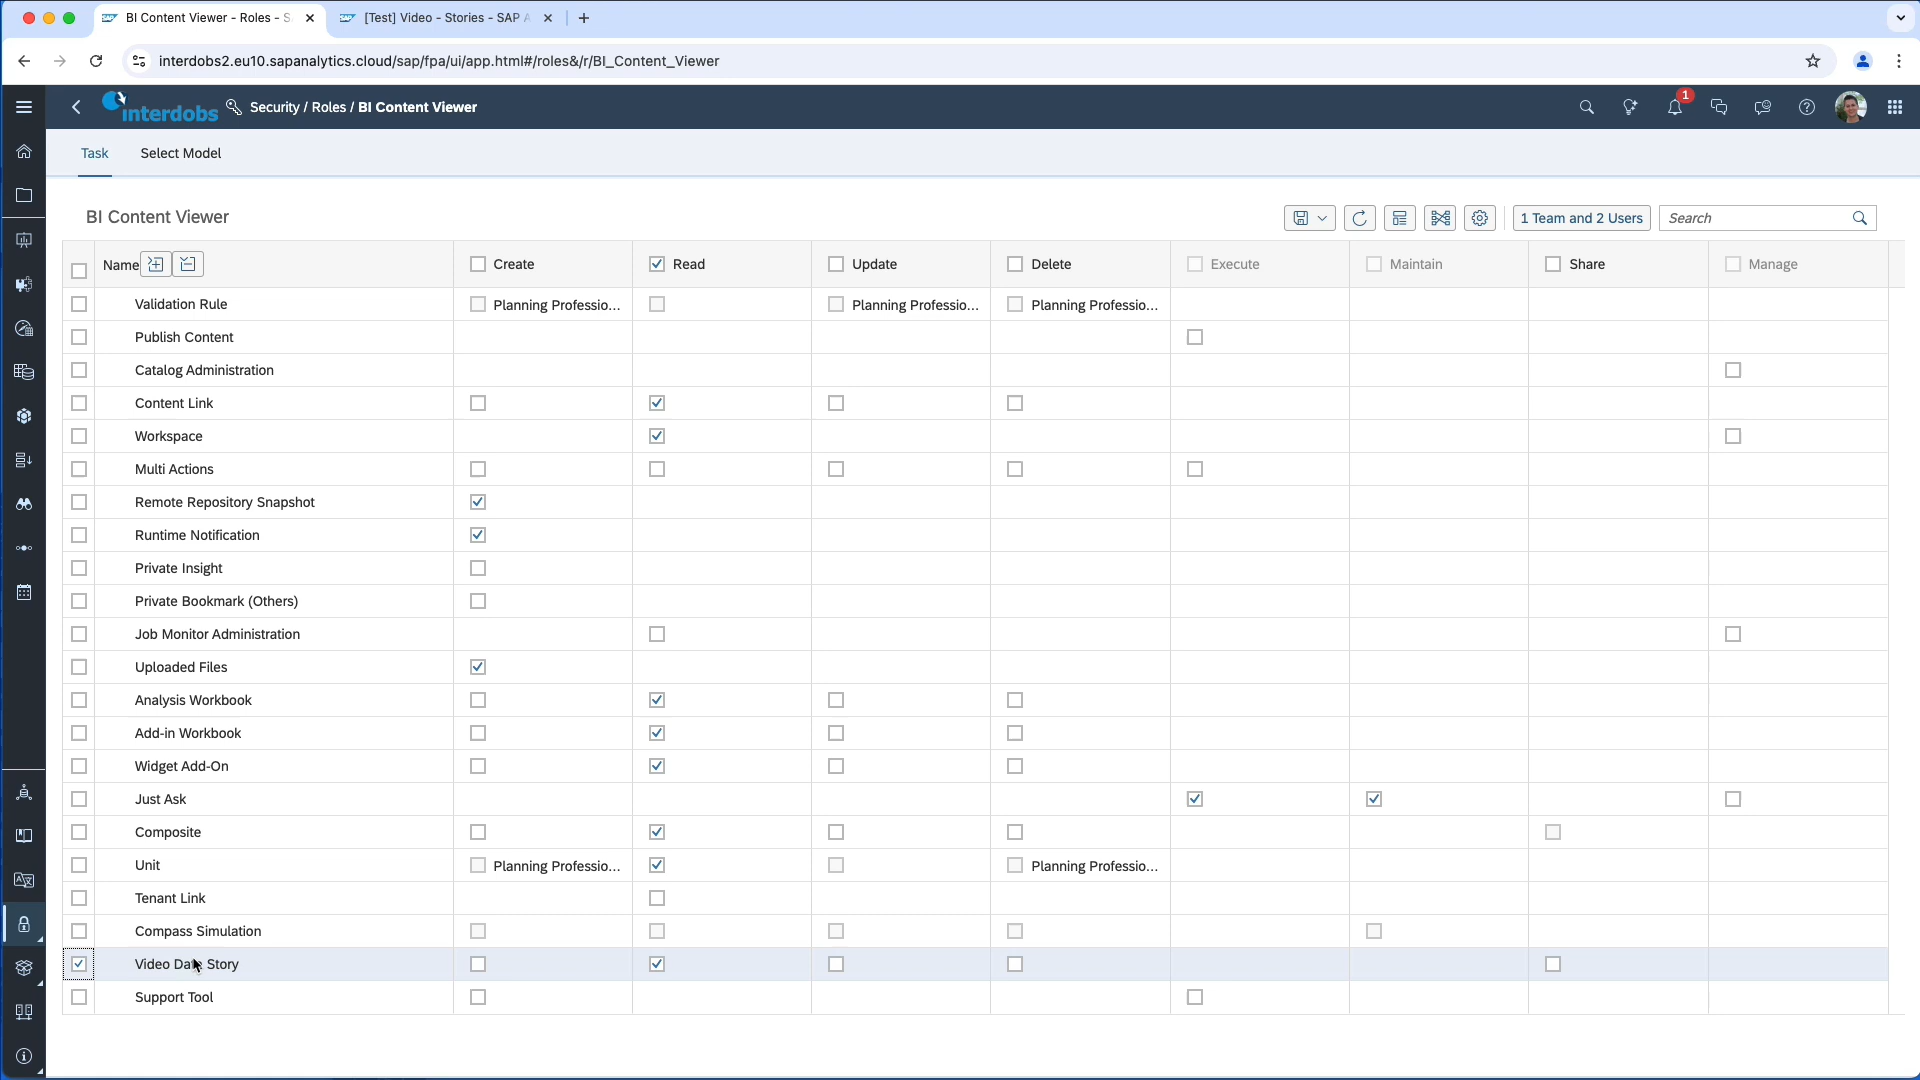 BI Content Viewer - Roles - S
[Test] Video - Stories - SAP A
interdobs2.eu10.sapanalytics.cloud/sap/fpa/ui/app.html#/roles&/r/BI_Content_Viewer
interdobs Security / Roles / BI Content Viewer
1
Task Select Model
BI Content Viewer
1 Team and 2 Users
Search
Name Create Read Update Delete Execute Maintain Share Manage
Validation Rule Planning Professio... Planning Professio... Planning Professio...
Publish Content
Catalog Administration
Content Link
Workspace
Multi Actions
Remote Repository Snapshot
Runtime Notification
Private Insight
Private Bookmark (Others)
Job Monitor Administration
Uploaded Files
Analysis Workbook
Add-in Workbook
Widget Add-On
Just Ask
Composite
Unit Planning Professio... Planning Professio...
Tenant Link
Compass Simulation
Video Data Story
Support Tool